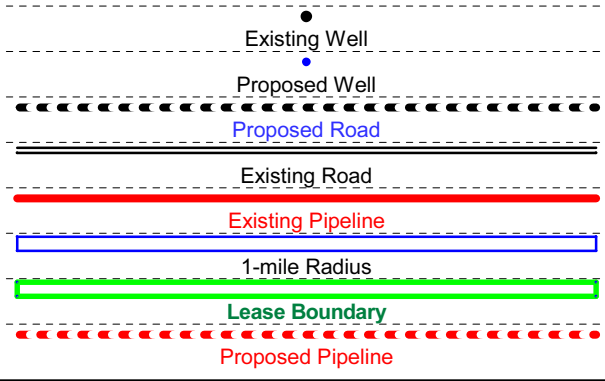 Existing Well
Proposed Well
Proposed Road
Existing Road
Existing Pipeline
1-mile Radius
Lease Boundary
Proposed Pipeline